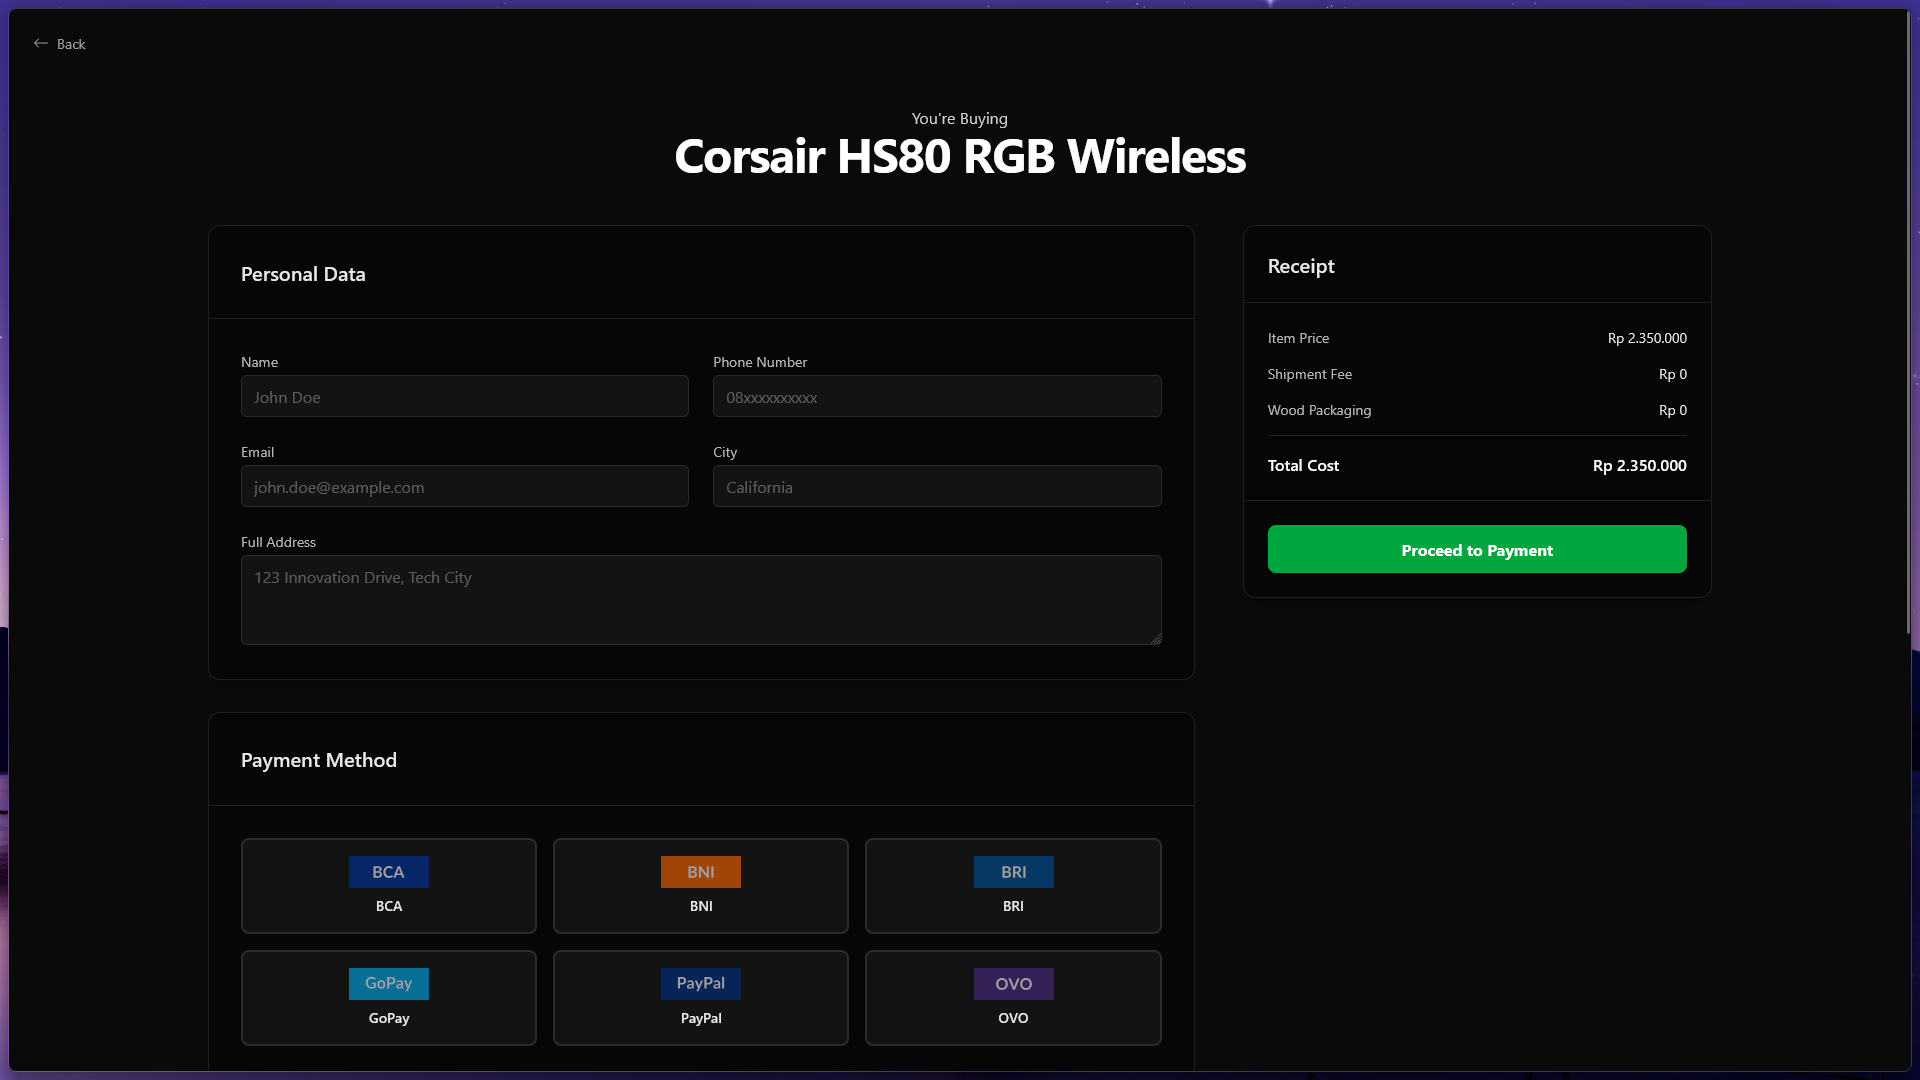 Back
You're Buying
Corsair HS80 RGB Wireless
Personal Data
Name
John Doe
Phone Number
08xxxxxxxxxx
Email
john.doe@example.com
City
California
Full Address
123 Innovation Drive, Tech City
Receipt
Item Price Rp 2.350.000
Shipment Fee Rp 0
Wood Packaging Rp 0
Total Cost Rp 2.350.000
Proceed to Payment
Payment Method
BCA
BCA
BNI
BNI
BRI
BRI
GoPay
GoPay
PayPal
PayPal
OVO
OVO